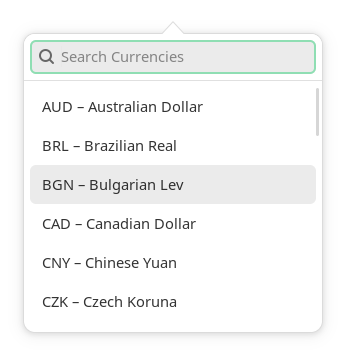 Search Currencies
AUD – Australian Dollar
BRL – Brazilian Real
BGN – Bulgarian Lev
CAD – Canadian Dollar
CNY – Chinese Yuan
CZK – Czech Koruna